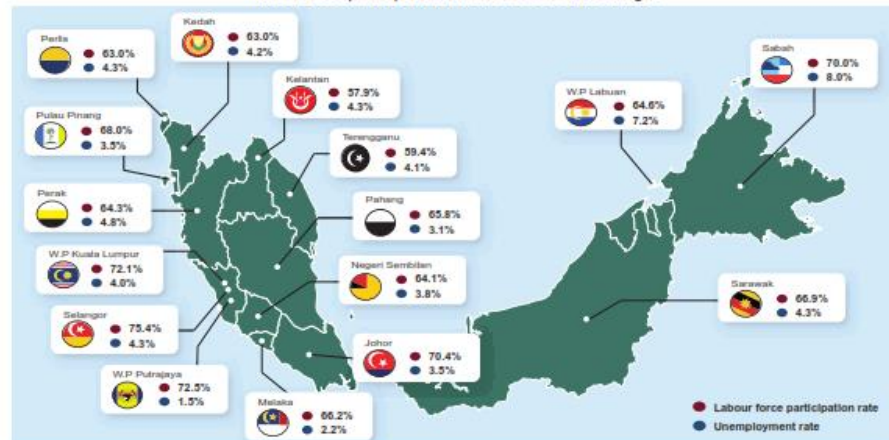 Perlis
63.0%
4.3%
Kedah
63.0%
4.2%
Kelantan
57.9%
4.3%
Pulau Pinang
68.0%
3.5%
Terengganu
59.4%
4.1%
Perak
64.3%
4.8%
Pahang
65.8%
3.1%
W.P Kuala Lumpur
72.1%
4.0%
Negeri Sembilan
64.1%
3.8%
Selangor
75.4%
4.3%
Johor
70.4%
3.5%
W.P Putrajaya
72.5%
1.5%
Melaka
66.2%
2.2%
W.P Labuan
64.6%
7.2%
Sabah
70.0%
8.0%
Sarawak
66.9%
4.3%
Labour force participation rate
Unemployment rate